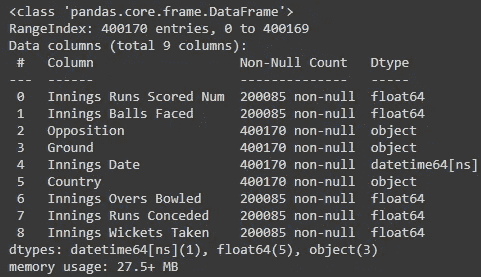 <class 'pandas.core.frame.DataFrame'>
RangeIndex: 400170 entries, 0 to 400169
Data columns (total 9 columns):
 #   Column                 Non-Null Count   Dtype
---  ------                 --------------   -----
 0   Innings Runs Scored Num  200085 non-null  float64
 1   Innings Balls Faced      200085 non-null  float64
 2   Opposition               400170 non-null  object
 3   Ground                   400170 non-null  object
 4   Innings Date             400170 non-null  datetime64[ns]
 5   Country                  400170 non-null  object
 6   Innings Overs Bowled     200085 non-null  float64
 7   Innings Runs Conceded    200085 non-null  float64
 8   Innings Wickets Taken    200085 non-null  float64
dtypes: datetime64[ns](1), float64(5), object(3)
memory usage: 27.5+ MB